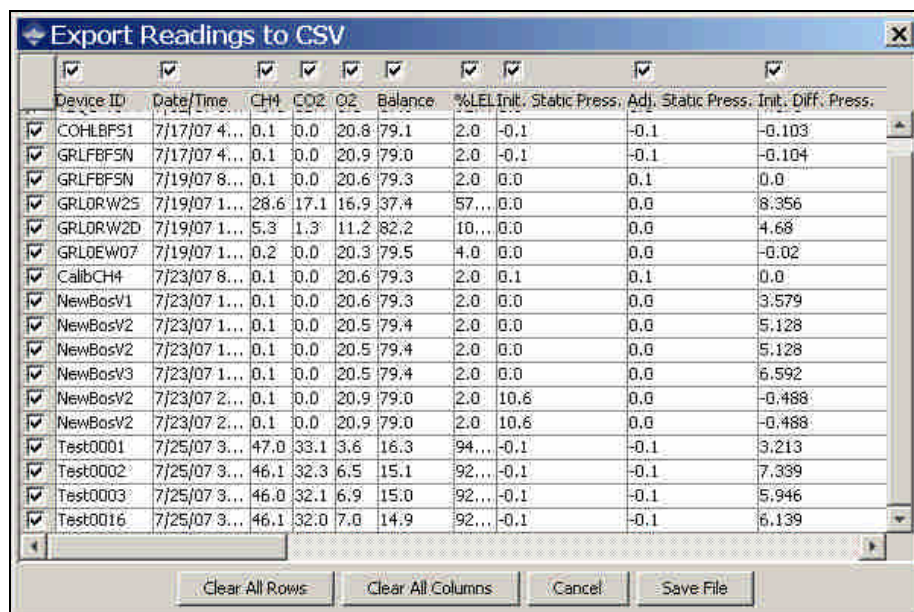 Export Readings to CSV
Device ID Date/Time CH4 CO2 O2 Balance %LEL Init. Static Press. Adj. Static Press. Init. Diff. Press.
COHLBFS1 7/17/07 4... 0.1 0.0 20.8 79.1 2.0 -0.1 -0.1 -0.103
GRLFBFSN 7/17/07 4... 0.1 0.0 20.9 79.0 2.0 -0.1 -0.1 -0.104
GRLFBFSN 7/19/07 8... 0.1 0.0 20.6 79.3 2.0 0.0 0.1 0.0
GRL0RW2S 7/19/07 1... 28.6 17.1 16.9 37.4 57... 0.0 0.0 8.356
GRL0RW2D 7/19/07 1... 5.3 1.3 11.2 82.2 10... 0.0 0.0 4.68
GRL0EW07 7/19/07 1... 0.2 0.0 20.3 79.5 4.0 0.0 0.0 -0.02
CalibCH4 7/23/07 8... 0.1 0.0 20.6 79.3 2.0 0.1 0.1 0.0
NewBosV1 7/23/07 1... 0.1 0.0 20.6 79.3 2.0 0.0 0.0 3.579
NewBosV2 7/23/07 1... 0.1 0.0 20.5 79.4 2.0 0.0 0.0 5.128
NewBosV2 7/23/07 1... 0.1 0.0 20.5 79.4 2.0 0.0 0.0 5.128
NewBosV3 7/23/07 1... 0.1 0.0 20.5 79.4 2.0 0.0 0.0 6.592
NewBosV2 7/23/07 2... 0.1 0.0 20.9 79.0 2.0 10.6 0.0 -0.488
NewBosV2 7/23/07 2... 0.1 0.0 20.9 79.0 2.0 10.6 0.0 -0.488
Test0001 7/25/07 3... 47.0 33.1 3.6 16.3 94... -0.1 -0.1 3.213
Test0002 7/25/07 3... 46.1 32.3 6.5 15.1 92... -0.1 -0.1 7.339
Test0003 7/25/07 3... 46.0 32.1 6.9 15.0 92... -0.1 -0.1 5.946
Test0016 7/25/07 3... 46.1 32.0 7.0 14.9 92... -0.1 -0.1 6.139
Clear All Rows Clear All Columns Cancel Save File